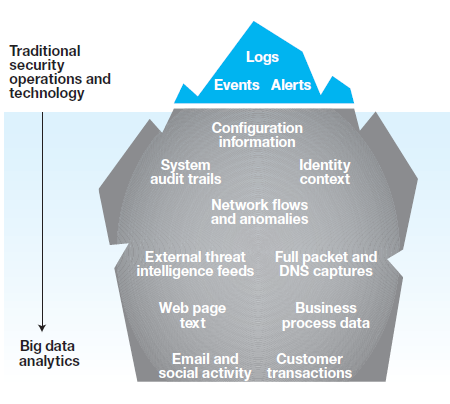 Traditional
security
operations and
technology
Logs
Events Alerts
Configuration
information
System
audit trails
Identity
context
Network flows
and anomalies
External threat
intelligence feeds
Full packet and
DNS captures
Web page
text
Business
process data
Big data
analytics
Email and
social activity
Customer
transactions